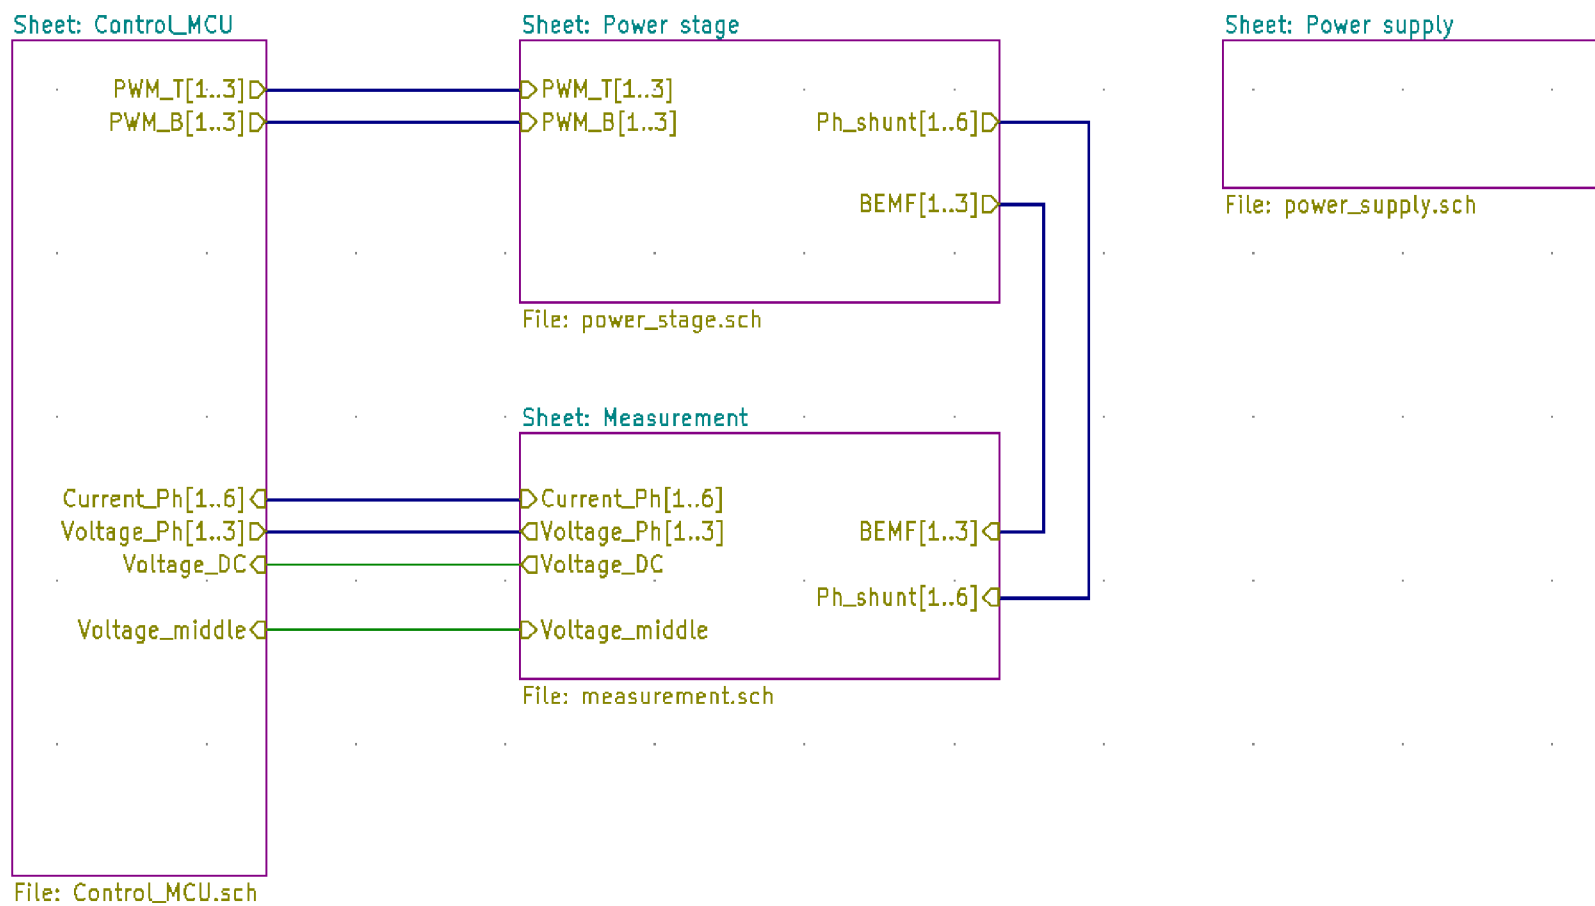 Sheet: Control_MCU
PWM_T[1..3]
PWM_B[1..3]
Current_Ph[1..6]
Voltage_Ph[1..3]
Voltage_DC
Voltage_middle
File: Control_MCU.sch
Sheet: Power stage
PWM_T[1..3]
PWM_B[1..3]
Ph_shunt[1..6]
BEMF[1..3]
File: power_stage.sch
Sheet: Measurement
Current_Ph[1..6]
Voltage_Ph[1..3]
Voltage_DC
Voltage_middle
BEMF[1..3]
Ph_shunt[1..6]
File: measurement.sch
Sheet: Power supply
File: power_supply.sch